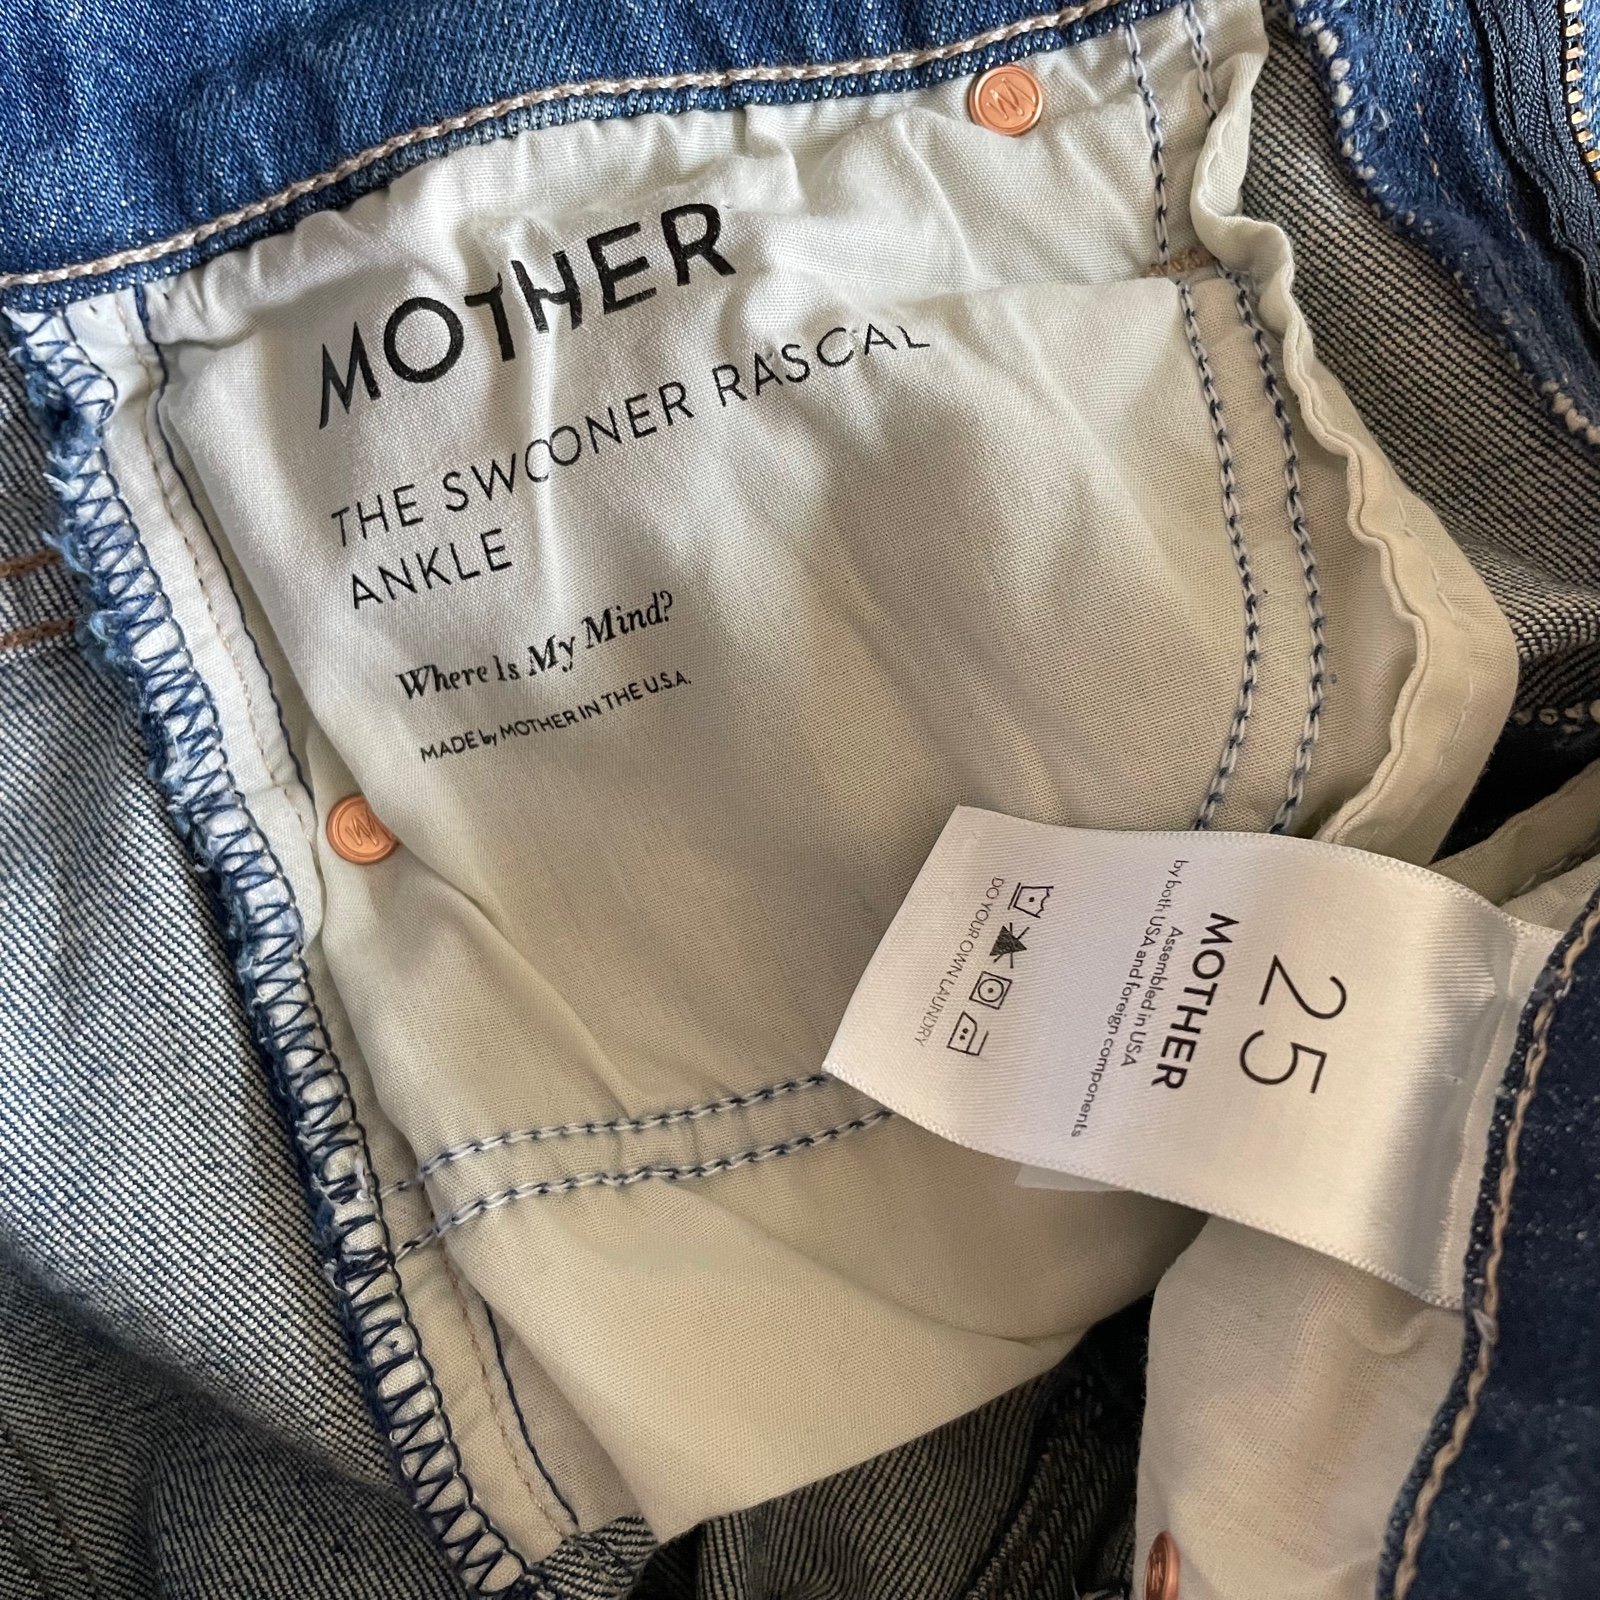 MOTHER
THE SWOONER RASCAL
ANKLE
Where Is My Mind?
MADE by MOTHER IN THE U.S.A.
25
MOTHER
Assembled in USA
by both USA and foreign components
DO YOUR OWN LAUNDRY